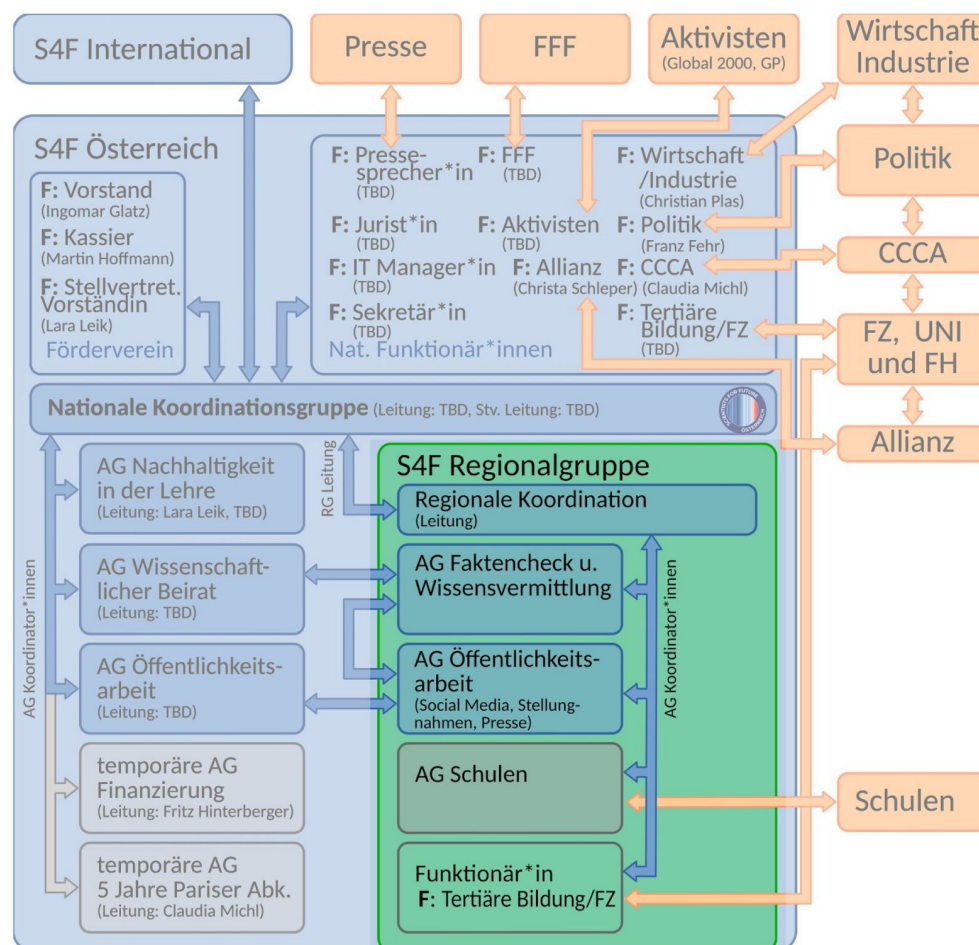 S4F International
Presse
FFF
Aktivisten
(Global 2000, GP)
Wirtschaft
Industrie
S4F Österreich
F: Vorstand
(Ingomar Glatz)
F: Kassier
(Martin Hoffmann)
F: Stellvertret.
Vorständin
(Lara Leik)
Förderverein
F: Presse-
sprecher*in
(TBD)
F: FFF
(TBD)
F: Wirtschaft
/Industrie
(Christian Plas)
F: Jurist*in
(TBD)
F: Aktivisten
(TBD)
F: Politik
(Franz Fehr)
F: IT Manager*in
(TBD)
F: Allianz
(Christa Schleper)
F: CCCA
(Claudia Michl)
F: Sekretär*in
(TBD)
F: Tertiäre
Bildung/FZ
(TBD)
Nat. Funktionär*innen
Politik
CCCA
FZ, UNI
und FH
Allianz
Nationale Koordinationsgruppe (Leitung: TBD, Stv. Leitung: TBD)
SCIENTISTS FOR FUTURE
ÖSTERREICH
AG Koordinator*innen
AG Nachhaltigkeit
in der Lehre
(Leitung: Lara Leik, TBD)
AG Wissenschaft-
licher Beirat
(Leitung: TBD)
AG Öffentlichkeits-
arbeit
(Leitung: TBD)
temporäre AG
Finanzierung
(Leitung: Fritz Hinterberger)
temporäre AG
5 Jahre Pariser Abk.
(Leitung: Claudia Michl)
RG Leitung
S4F Regionalgruppe
Regionale Koordination
(Leitung)
AG Faktencheck u.
Wissensvermittlung
AG Öffentlichkeits-
arbeit
(Social Media, Stellung-
nahmen, Presse)
AG Schulen
Funktionär*in
F: Tertiäre Bildung/FZ
AG Koordinator*innen
Schulen